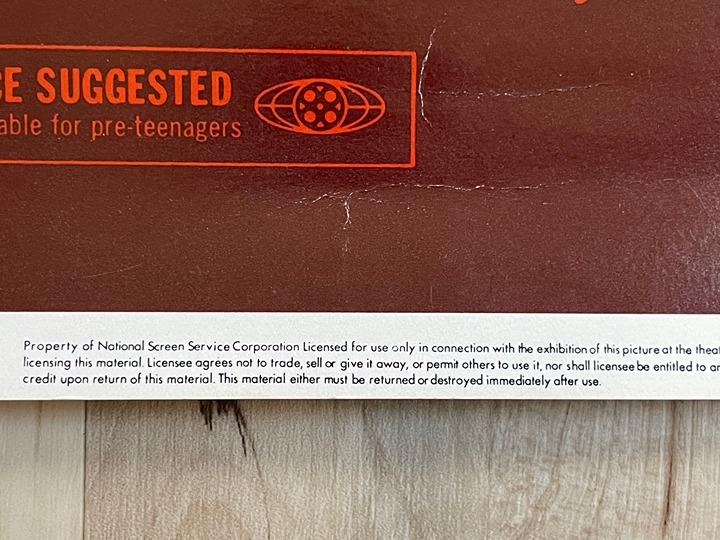 CE SUGGESTED
able for pre-teenagers
Property of National Screen Service Corporation Licensed for use only in connection with the exhibition of this picture at the theat
licensing this material. Licensee agrees not to trade, sell or give it away, or permit others to use it, nor shall licensee be entitled to an
credit upon return of this material. This material either must be returned or destroyed immediately after use.